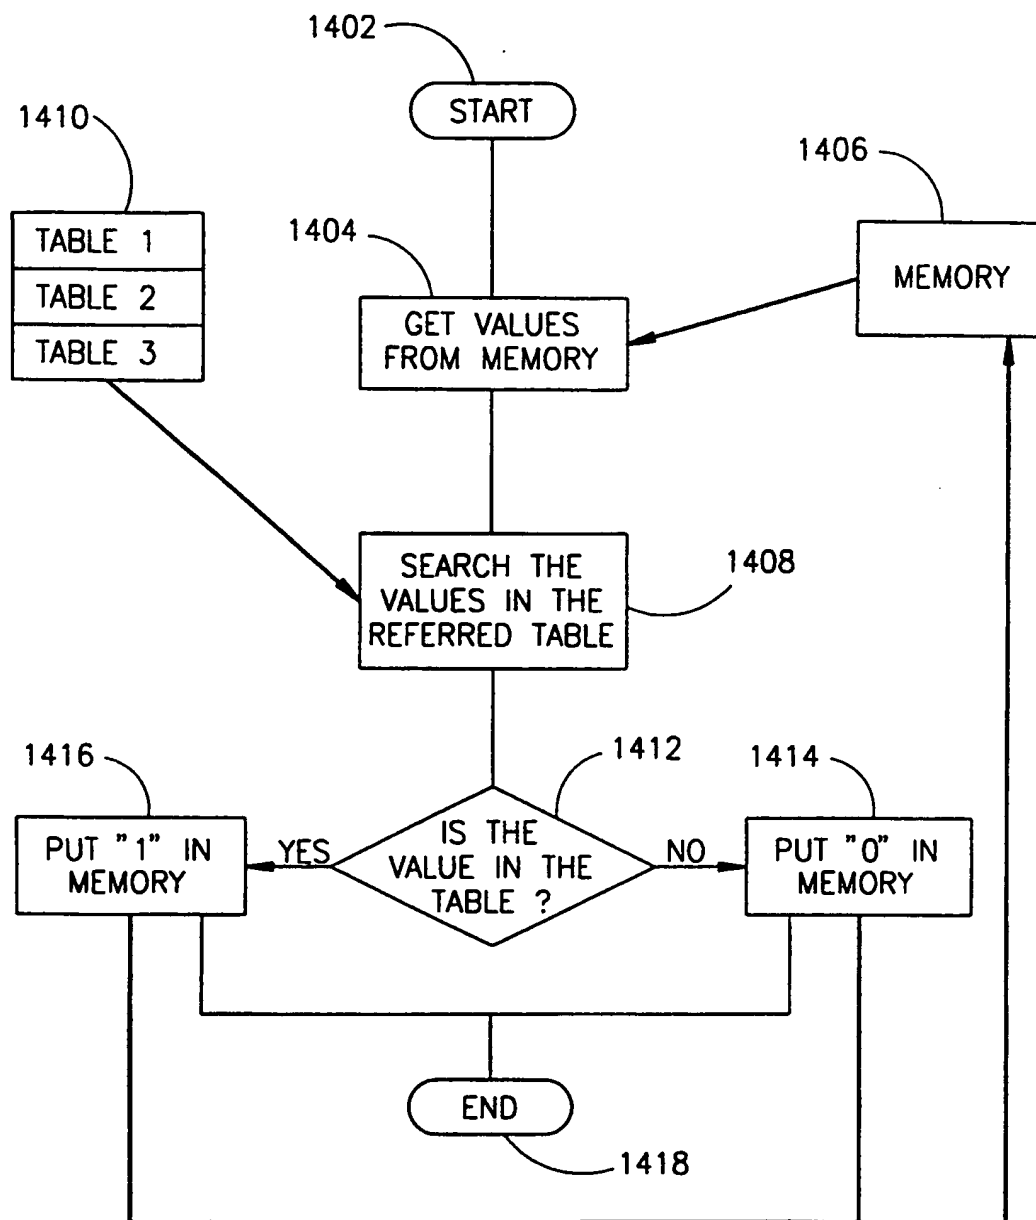 1402
START
1410
1406
TABLE 1
TABLE 2
TABLE 3
1404
MEMORY
GET VALUES
FROM MEMORY
SEARCH THE
VALUES IN THE
REFERRED TABLE
1408
1416
1412
1414
PUT "1" IN
MEMORY
YES
IS THE
VALUE IN THE
TABLE ?
NO
PUT "0" IN
MEMORY
END
1418